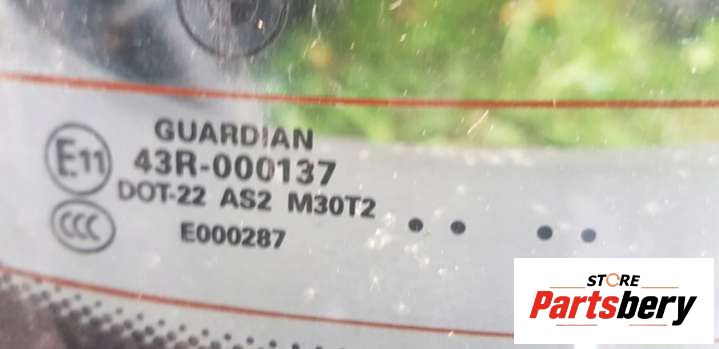 GUARDIAN
E11 43R-000137
DOT-22 AS2 M30T2
CCC E000287
STORE
Partsbery